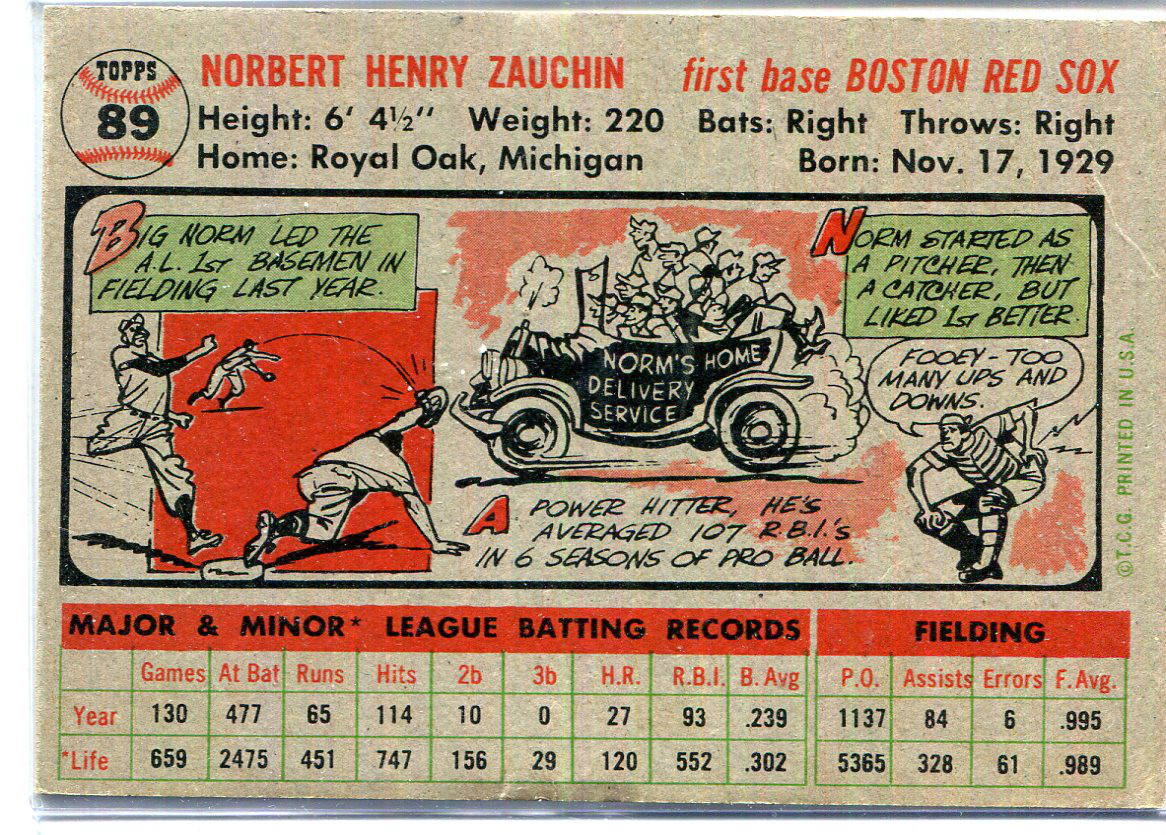 TOPPS
89
NORBERT HENRY ZAUCHIN first base BOSTON RED SOX
Height: 6' 4½" Weight: 220 Bats: Right Throws: Right
Home: Royal Oak, Michigan Born: Nov. 17, 1929
BIG NORM LED THE
A.L. 1ST BASEMEN IN
FIELDING LAST YEAR.
NORM'S HOME
DELIVERY
SERVICE
A POWER HITTER, HE'S
AVERAGED 107 R.B.I.'S
IN 6 SEASONS OF PRO BALL.
NORM STARTED AS
A PITCHER, THEN
A CATCHER, BUT
LIKED 1ST BETTER.
FOOEY - TOO
MANY UPS AND
DOWNS.
© T.C.G. PRINTED IN U.S.A.
MAJOR & MINOR* LEAGUE BATTING RECORDS FIELDING
Games At Bat Runs Hits 2b 3b H.R. R.B.I. B. Avg P.O. Assists Errors F. Avg.
Year 130 477 65 114 10 0 27 93 .239 1137 84 6 .995
*Life 659 2475 451 747 156 29 120 552 .302 5365 328 61 .989